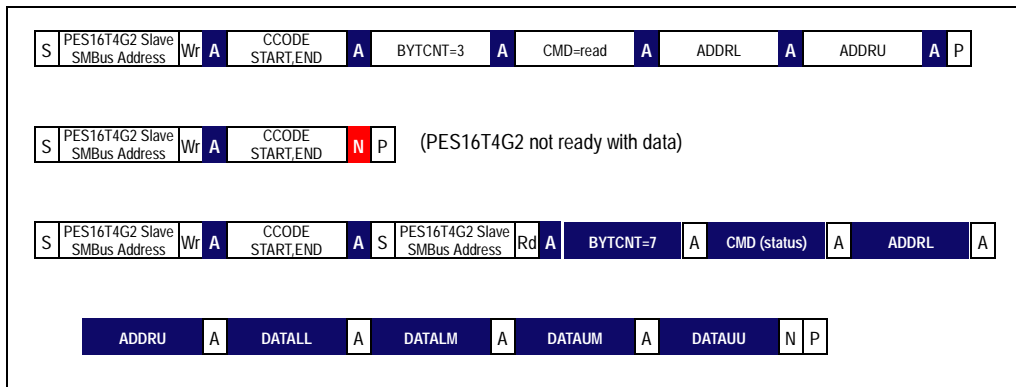 S PES16T4G2 Slave SMBus Address Wr A CCODE START,END A BYTCNT=3 A CMD=read A ADDRL A ADDRU A P
S PES16T4G2 Slave SMBus Address Wr A CCODE START,END N P (PES16T4G2 not ready with data)
S PES16T4G2 Slave SMBus Address Wr A CCODE START,END A S PES16T4G2 Slave SMBus Address Rd A BYTCNT=7 A CMD (status) A ADDRL A
ADDRU A DATALL A DATALM A DATAUM A DATAUU N P